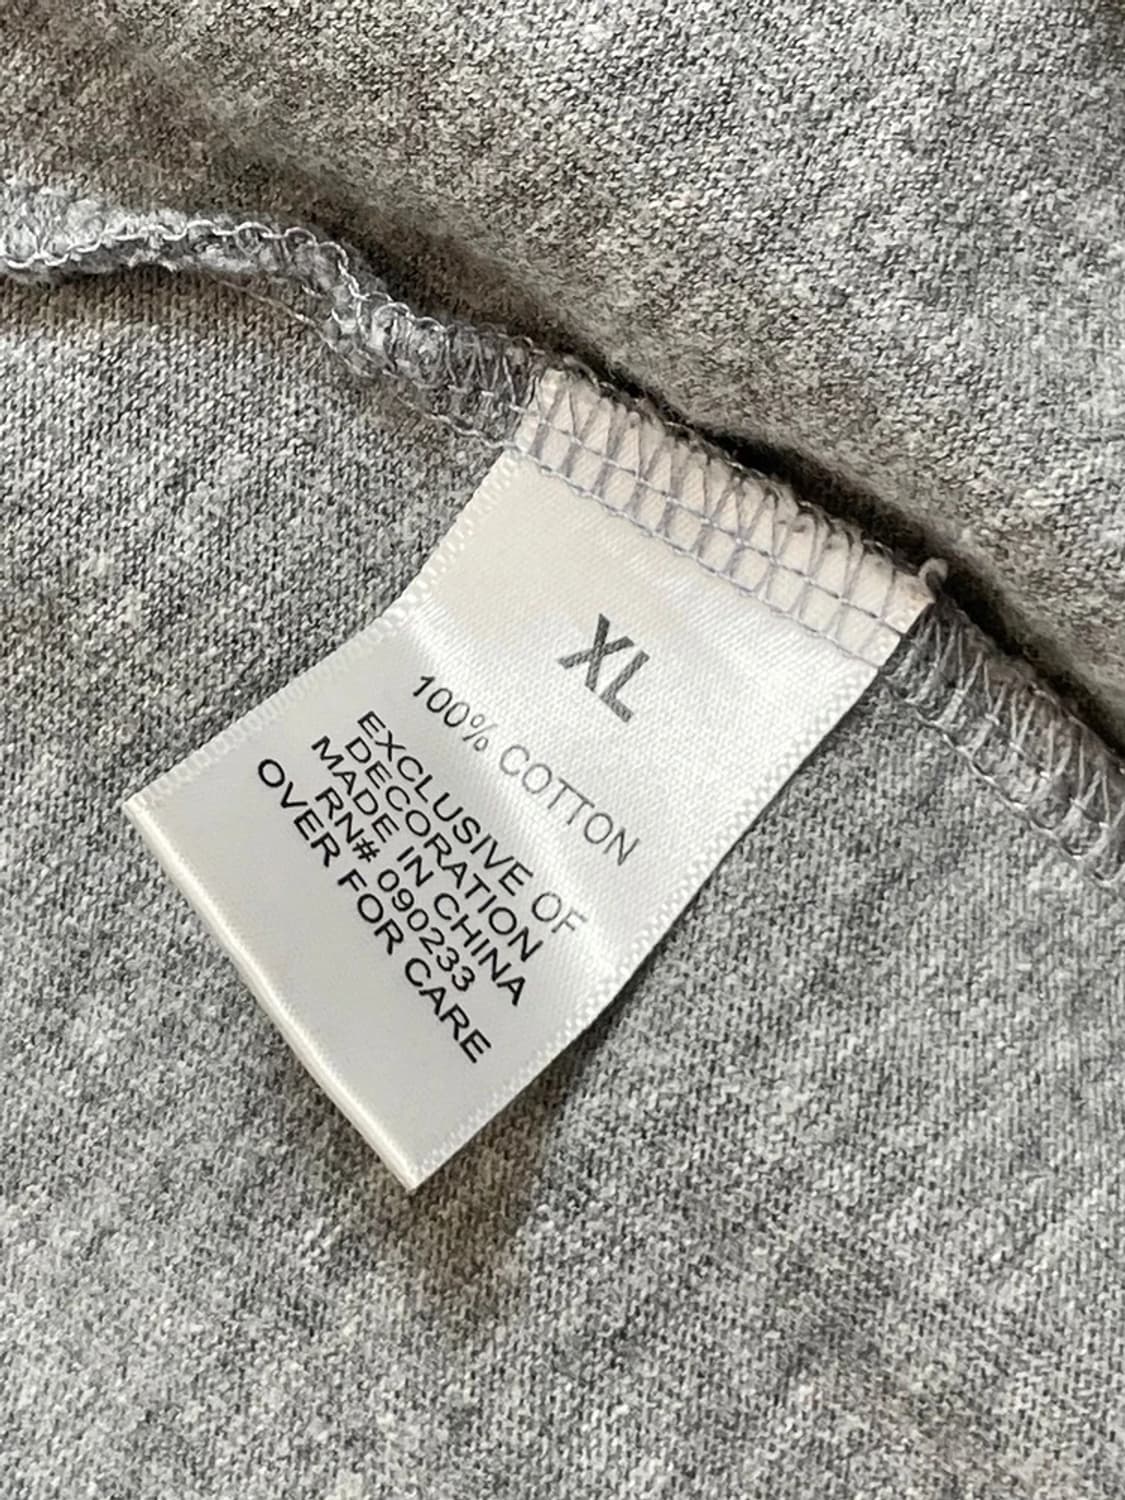 XL
100% COTTON
EXCLUSIVE OF
DECORATION
MADE IN CHINA
RN# 090233
OVER FOR CARE